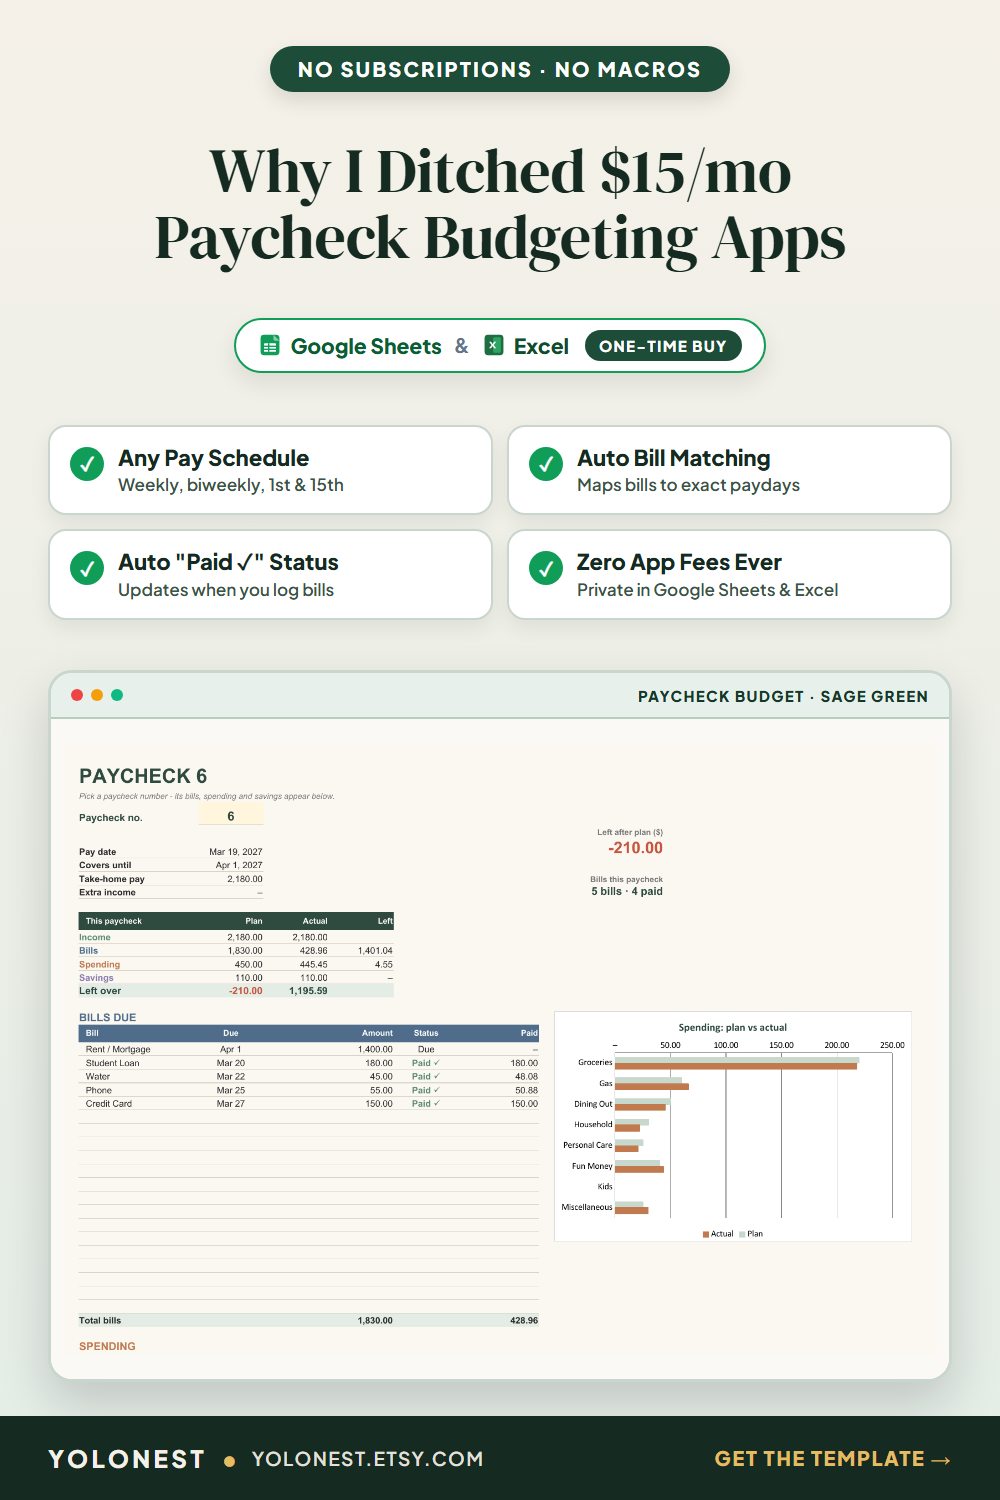 NO SUBSCRIPTIONS · NO MACROS
Why I Ditched $15/mo
Paycheck Budgeting Apps
Google Sheets & Excel ONE-TIME BUY
✓ Any Pay Schedule
Weekly, biweekly, 1st & 15th
✓ Auto Bill Matching
Maps bills to exact paydays
✓ Auto "Paid ✓" Status
Updates when you log bills
✓ Zero App Fees Ever
Private in Google Sheets & Excel
PAYCHECK BUDGET · SAGE GREEN
PAYCHECK 6
Pick a paycheck number - its bills, spending and savings appear below.
Paycheck no. 6
Left after plan ($)
-210.00
Pay date Mar 19, 2027
Covers until Apr 1, 2027
Take-home pay 2,180.00
Extra income –
Bills this paycheck
5 bills · 4 paid
This paycheck Plan Actual Left
Income 2,180.00 2,180.00
Bills 1,830.00 428.96 1,401.04
Spending 450.00 445.45 4.55
Savings 110.00 110.00 –
Left over -210.00 1,195.59
BILLS DUE
Bill Due Amount Status Paid
Rent / Mortgage Apr 1 1,400.00 Due –
Student Loan Mar 20 180.00 Paid ✓ 180.00
Water Mar 22 45.00 Paid ✓ 48.08
Phone Mar 25 55.00 Paid ✓ 50.88
Credit Card Mar 27 150.00 Paid ✓ 150.00
Total bills 1,830.00 428.96
Spending: plan vs actual
– 50.00 100.00 150.00 200.00 250.00
Groceries
Gas
Dining Out
Household
Personal Care
Fun Money
Kids
Miscellaneous
Actual Plan
SPENDING
YOLONEST • YOLONEST.ETSY.COM
GET THE TEMPLATE →